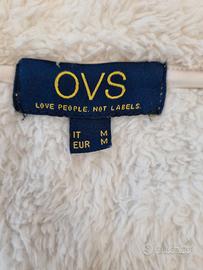 OVS
LOVE PEOPLE. NOT LABELS.
IT M
EUR M